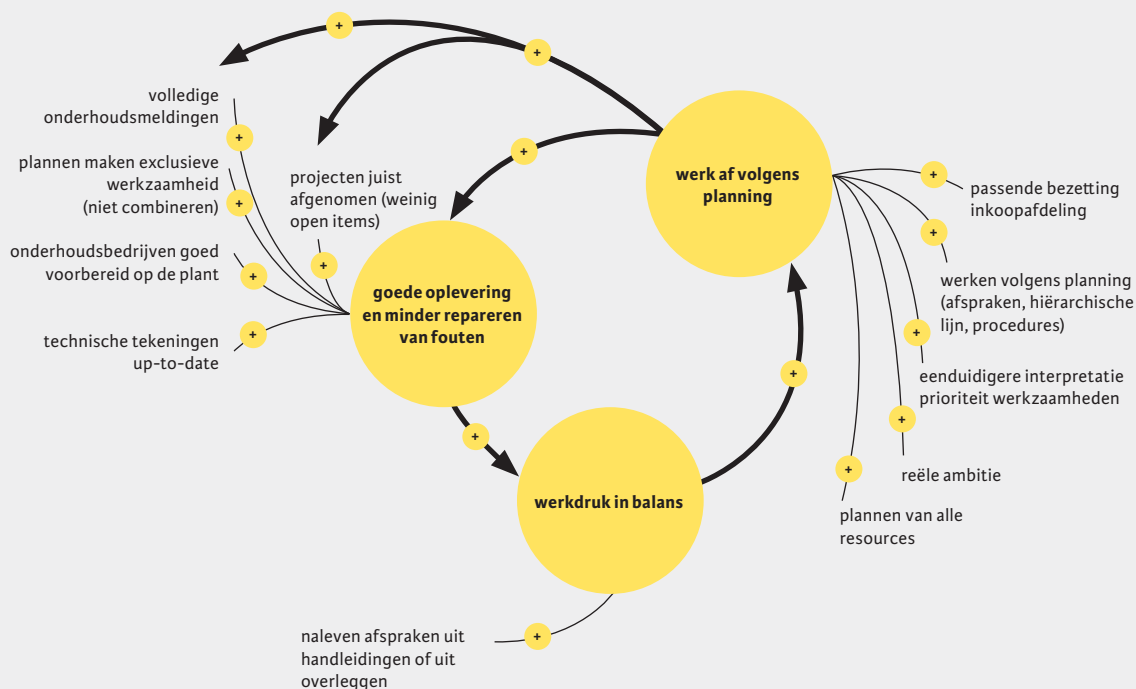 +
+
volledige
onderhoudsmeldingen
+
plannen maken exclusieve
werkzaamheid
(niet combineren)
+
onderhoudsbedrijven goed
voorbereid op de plant
+
technische tekeningen
up-to-date
+
projecten juist
afgenomen (weinig
open items)
+
+
goede oplevering
en minder repareren
van fouten
werk af volgens
planning
+
passende bezetting
inkoopafdeling
+
werken volgens planning
(afspraken, hiërarchische
lijn, procedures)
+
eenduidigere interpretatie
prioriteit werkzaamheden
+
reële ambitie
+
plannen van alle
resources
+
+
werkdruk in balans
+
naleven afspraken uit
handleidingen of uit
overleggen